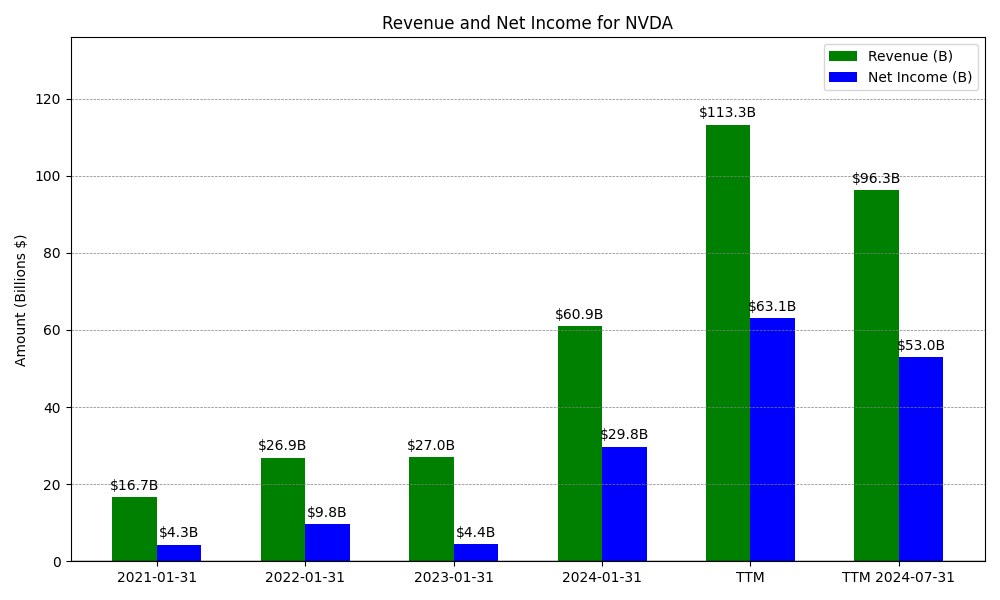 Revenue and Net Income for NVDA
Revenue (B)
Net Income (B)
Amount (Billions $)
120
100
80
60
40
20
0
$16.7B
$4.3B
$26.9B
$9.8B
$27.0B
$4.4B
$60.9B
$29.8B
$113.3B
$63.1B
$96.3B
$53.0B
2021-01-31
2022-01-31
2023-01-31
2024-01-31
TTM
TTM 2024-07-31